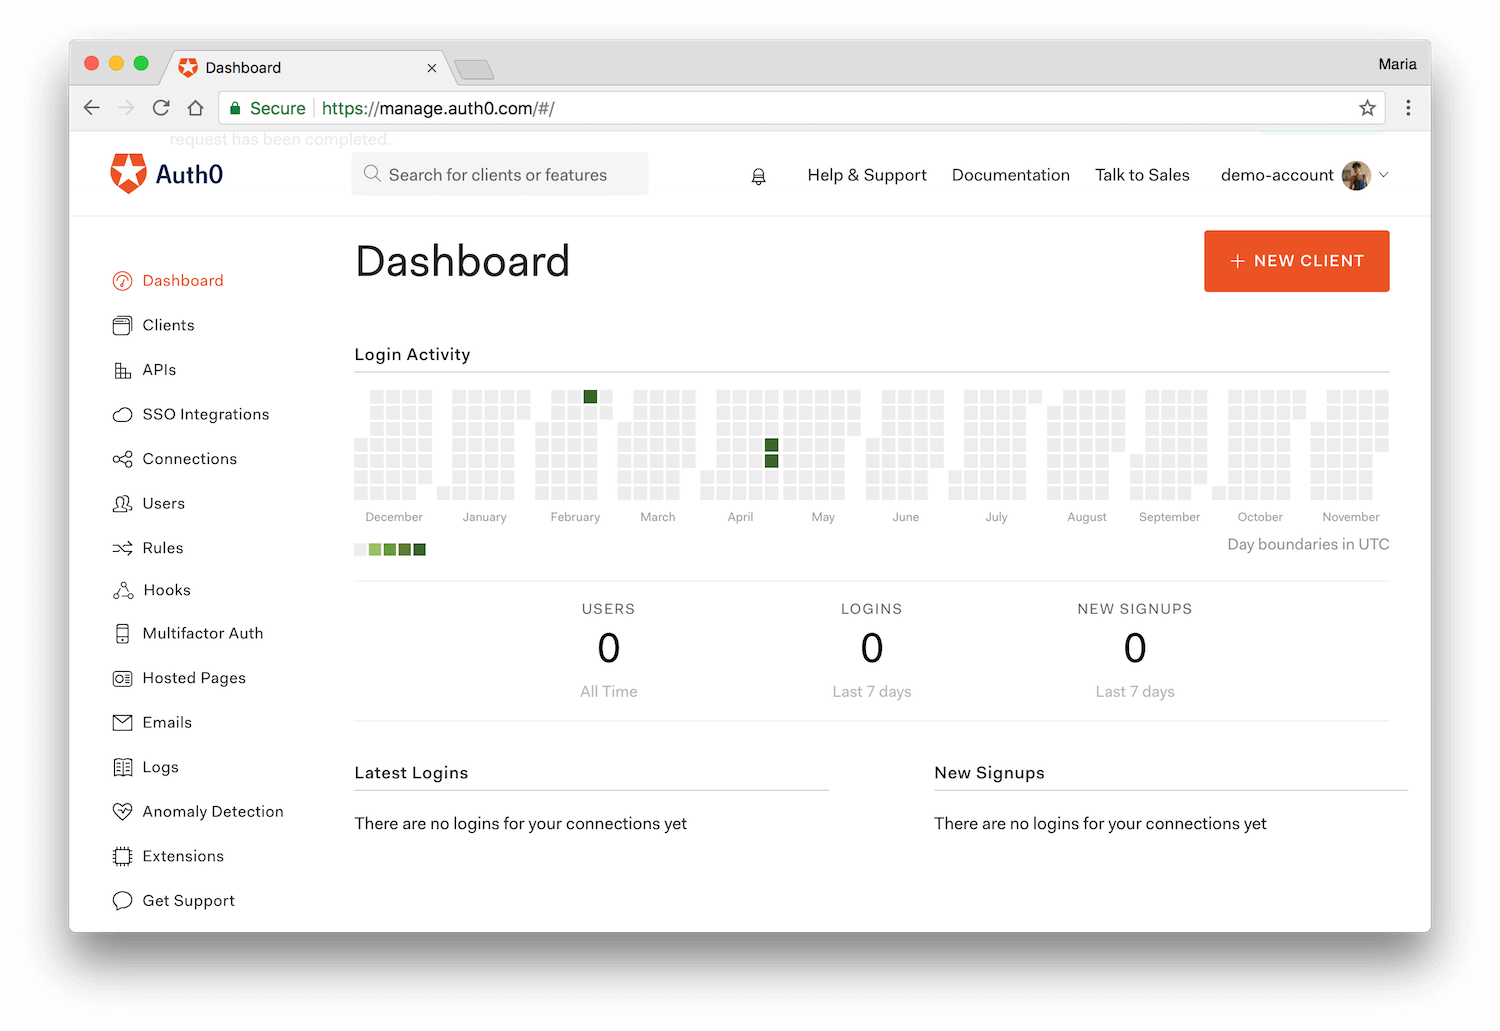 Dashboard
Maria
Secure https://manage.auth0.com/#/
request has been completed.
Auth0
Search for clients or features
Help & Support
Documentation
Talk to Sales
demo-account
Dashboard
+ NEW CLIENT
Dashboard
Clients
APIs
SSO Integrations
Connections
Users
Rules
Hooks
Multifactor Auth
Hosted Pages
Emails
Logs
Anomaly Detection
Extensions
Get Support
Login Activity
December January February March April May June July August September October November
Day boundaries in UTC
USERS
0
All Time
LOGINS
0
Last 7 days
NEW SIGNUPS
0
Last 7 days
Latest Logins
There are no logins for your connections yet
New Signups
There are no logins for your connections yet